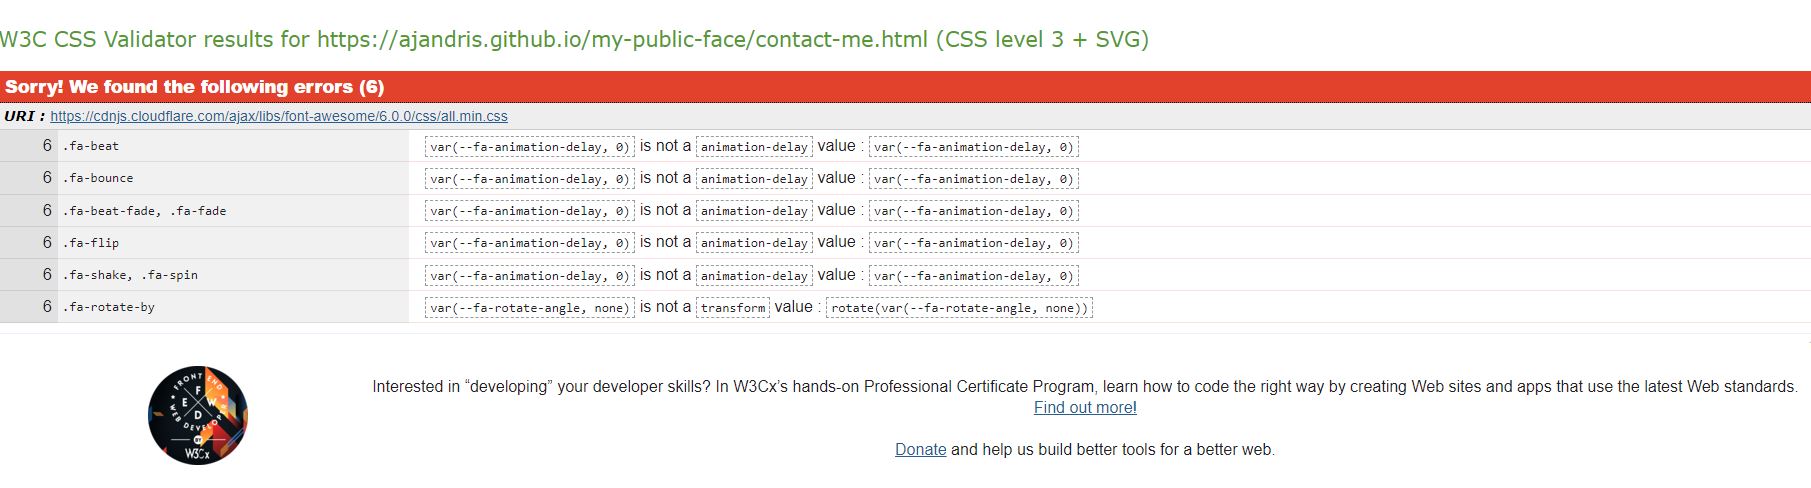 W3C CSS Validator results for https://ajandris.github.io/my-public-face/contact-me.html (CSS level 3 + SVG)
Sorry! We found the following errors (6)
URI : https://cdnjs.cloudflare.com/ajax/libs/font-awesome/6.0.0/css/all.min.css
6 .fa-beat var(--fa-animation-delay, 0) is not a animation-delay value : var(--fa-animation-delay, 0)
6 .fa-bounce var(--fa-animation-delay, 0) is not a animation-delay value : var(--fa-animation-delay, 0)
6 .fa-beat-fade, .fa-fade var(--fa-animation-delay, 0) is not a animation-delay value : var(--fa-animation-delay, 0)
6 .fa-flip var(--fa-animation-delay, 0) is not a animation-delay value : var(--fa-animation-delay, 0)
6 .fa-shake, .fa-spin var(--fa-animation-delay, 0) is not a animation-delay value : var(--fa-animation-delay, 0)
6 .fa-rotate-by var(--fa-rotate-angle, none) is not a transform value : rotate(var(--fa-rotate-angle, none))
FRONT END
F
E W
D
WEB DEVELOPER
W3Cx
Interested in “developing” your developer skills? In W3Cx’s hands-on Professional Certificate Program, learn how to code the right way by creating Web sites and apps that use the latest Web standards.
Find out more!
Donate and help us build better tools for a better web.